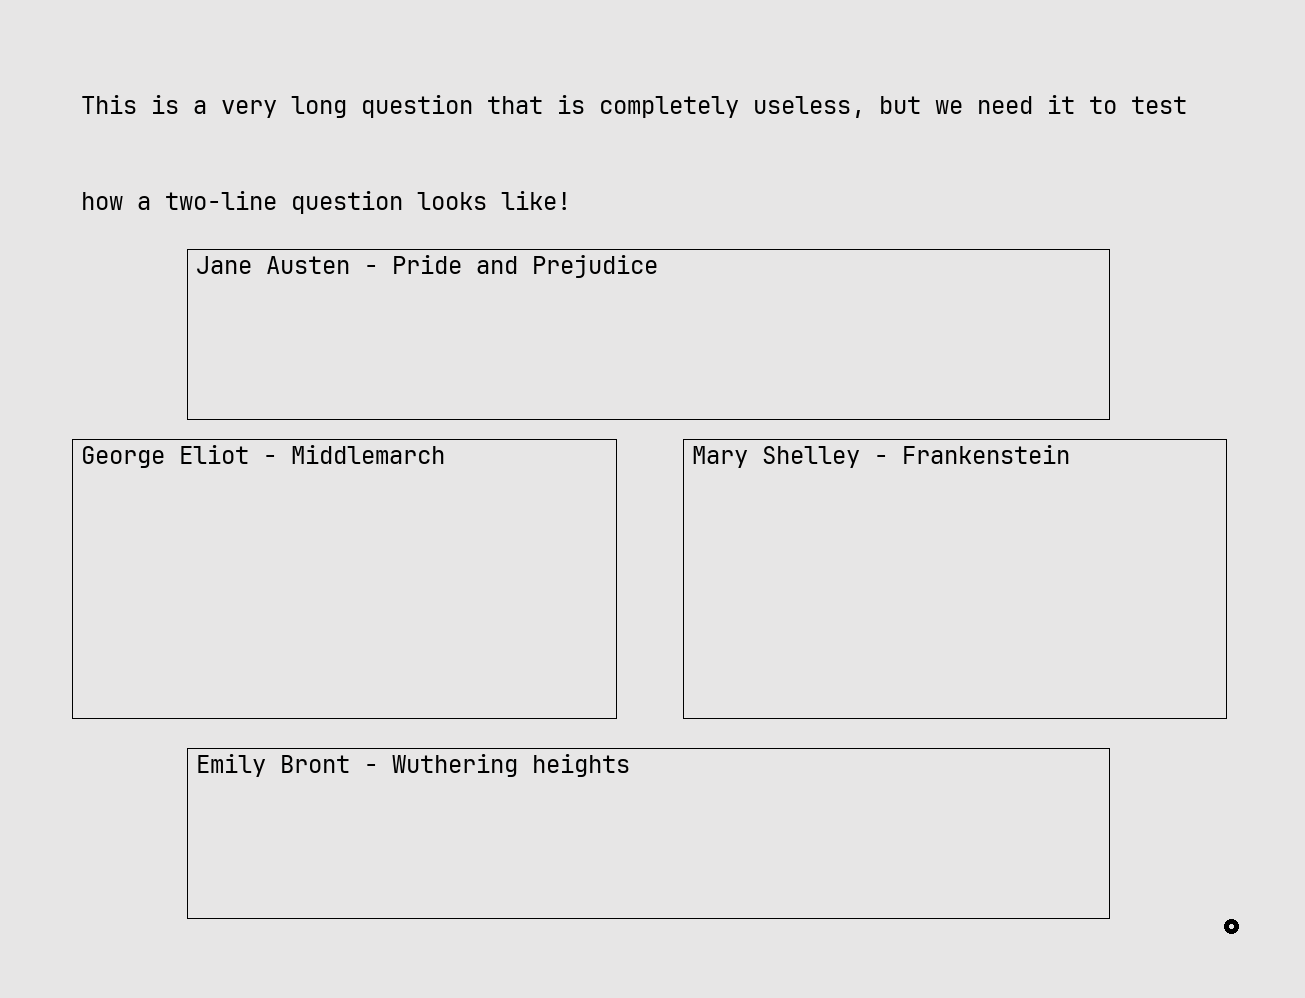 This is a very long question that is completely useless, but we need it to test
how a two-line question looks like!
Jane Austen - Pride and Prejudice
George Eliot - Middlemarch
Mary Shelley - Frankenstein
Emily Bront - Wuthering heights